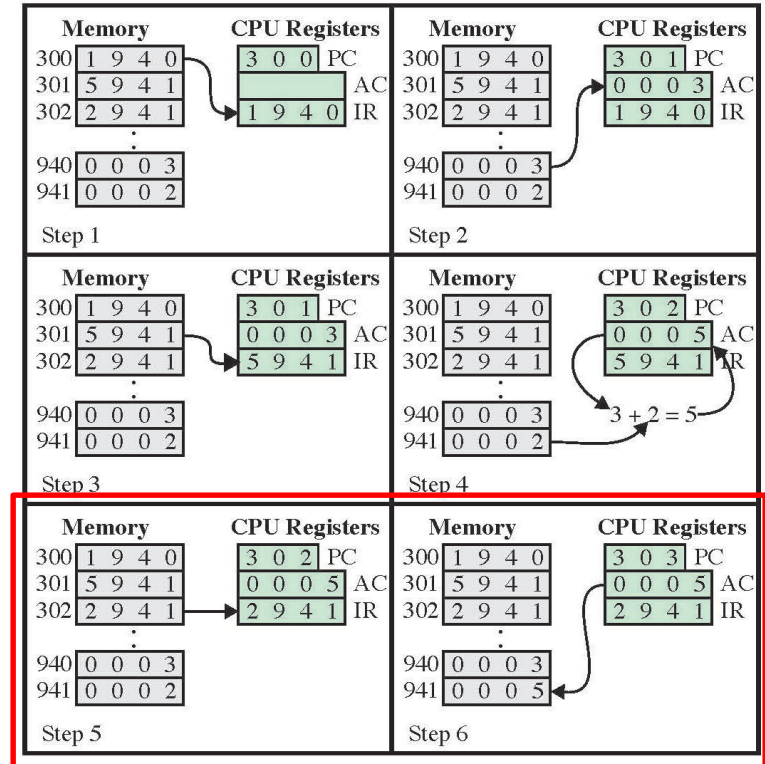 Memory CPU Registers
300 1 9 4 0 3 0 0 PC
301 5 9 4 1 AC
302 2 9 4 1 1 9 4 0 IR
940 0 0 0 3
941 0 0 0 2
Step 1
Memory CPU Registers
300 1 9 4 0 3 0 1 PC
301 5 9 4 1 0 0 0 3 AC
302 2 9 4 1 1 9 4 0 IR
940 0 0 0 3
941 0 0 0 2
Step 2
Memory CPU Registers
300 1 9 4 0 3 0 1 PC
301 5 9 4 1 0 0 0 3 AC
302 2 9 4 1 5 9 4 1 IR
940 0 0 0 3
941 0 0 0 2
Step 3
Memory CPU Registers
300 1 9 4 0 3 0 2 PC
301 5 9 4 1 0 0 0 5 AC
302 2 9 4 1 5 9 4 1 IR
940 0 0 0 3 3 + 2 = 5
941 0 0 0 2
Step 4
Memory CPU Registers
300 1 9 4 0 3 0 2 PC
301 5 9 4 1 0 0 0 5 AC
302 2 9 4 1 2 9 4 1 IR
940 0 0 0 3
941 0 0 0 2
Step 5
Memory CPU Registers
300 1 9 4 0 3 0 3 PC
301 5 9 4 1 0 0 0 5 AC
302 2 9 4 1 2 9 4 1 IR
940 0 0 0 3
941 0 0 0 5
Step 6